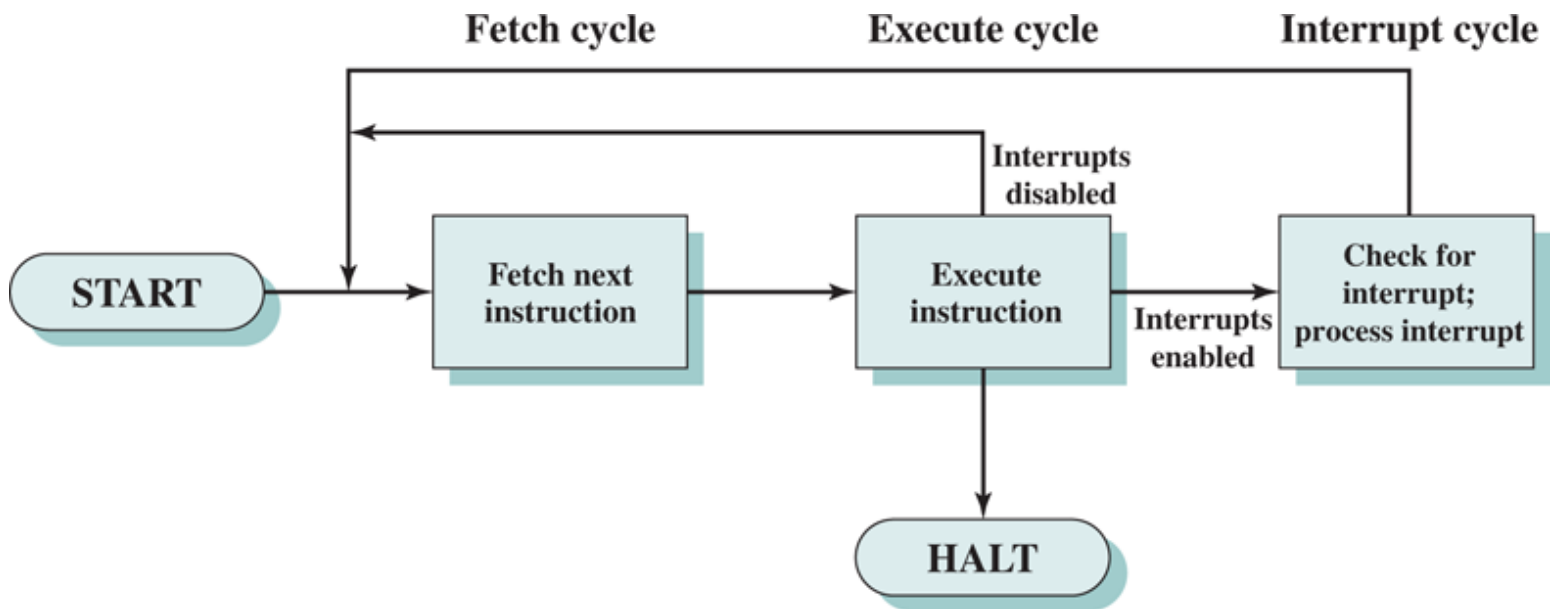 Fetch cycle
Execute cycle
Interrupt cycle
Interrupts
disabled
START
Fetch next
instruction
Execute
instruction
Interrupts
enabled
Check for
interrupt;
process interrupt
HALT